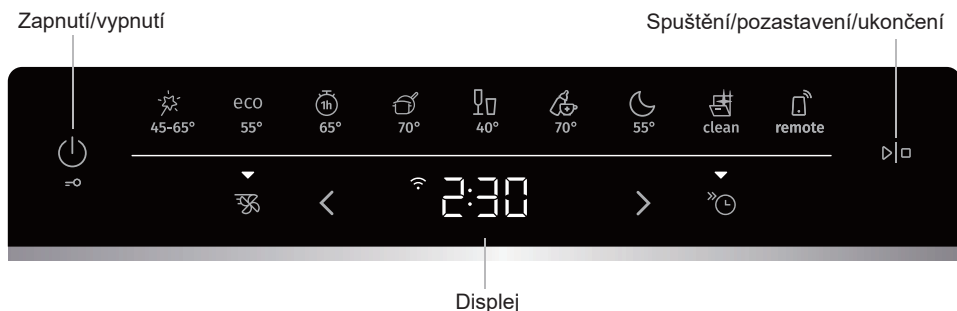 Zapnutí/vypnutí
Spuštění/pozastavení/ukončení
45-65°
eco
55°
1h
65°
70°
40°
70°
55°
clean
remote
2:30
Displej